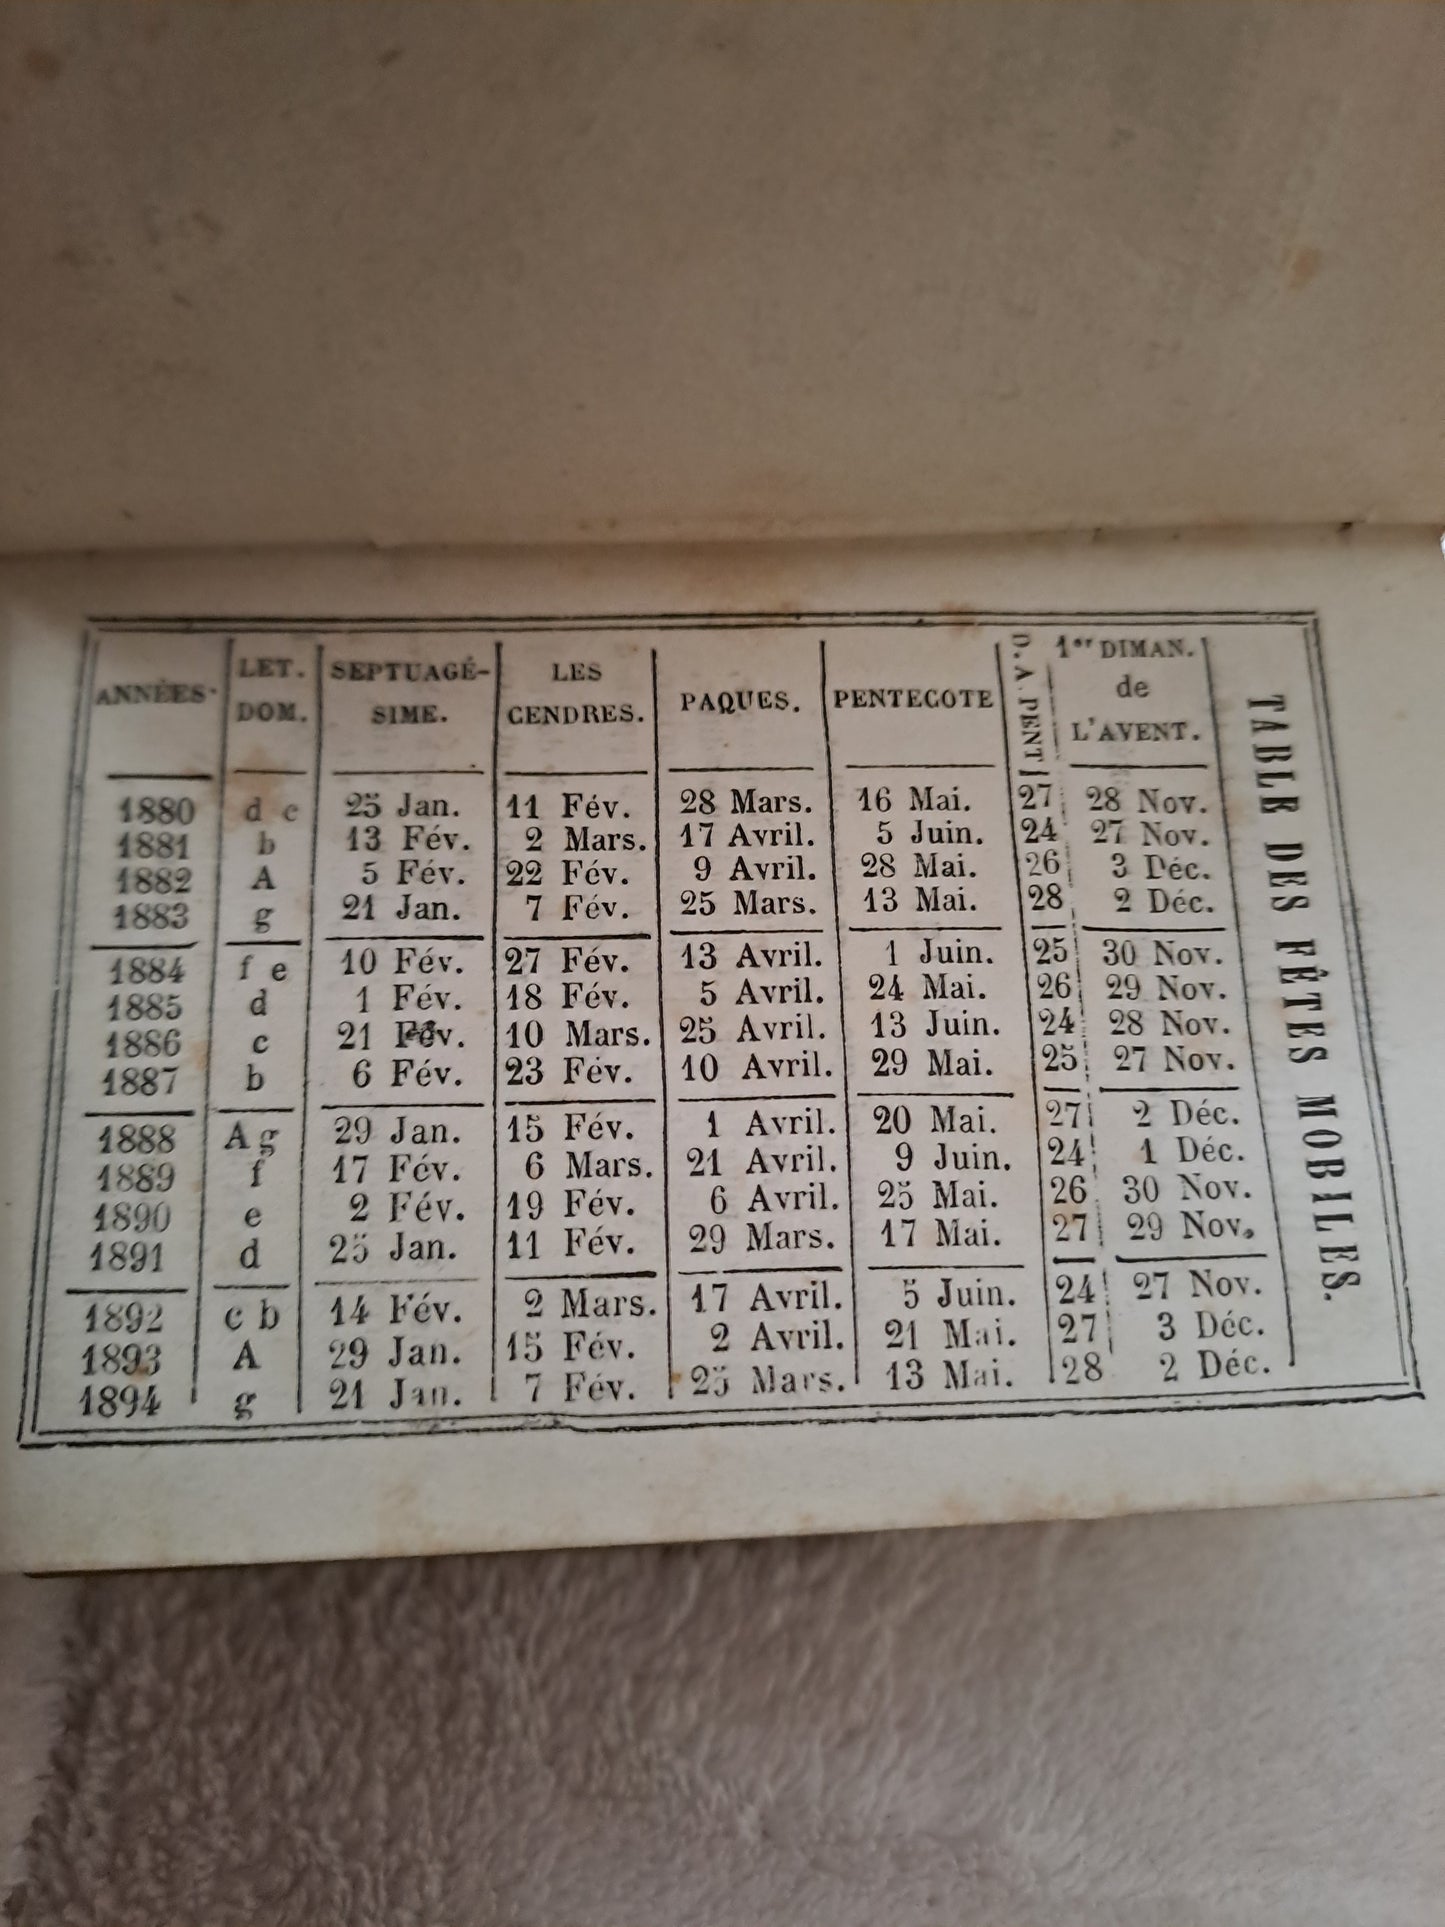 TABLE DES FÊTES MOBILES.
ANNÉES. LET. DOM. SEPTUAGÉ-SIME. LES CENDRES. PAQUES. PENTECOTE D. A. PENT 1er DIMAN. de L'AVENT.
1880 d c 25 Jan. 11 Fév. 28 Mars. 16 Mai. 27 28 Nov.
1881 b 13 Fév. 2 Mars. 17 Avril. 5 Juin. 24 27 Nov.
1882 A 5 Fév. 22 Fév. 9 Avril. 28 Mai. 26 3 Déc.
1883 g 21 Jan. 7 Fév. 25 Mars. 13 Mai. 28 2 Déc.
1884 f e 10 Fév. 27 Fév. 13 Avril. 1 Juin. 25 30 Nov.
1885 d 1 Fév. 18 Fév. 5 Avril. 24 Mai. 26 29 Nov.
1886 c 21 Fév. 10 Mars. 25 Avril. 13 Juin. 24 28 Nov.
1887 b 6 Fév. 23 Fév. 10 Avril. 29 Mai. 25 27 Nov.
1888 A g 29 Jan. 15 Fév. 1 Avril. 20 Mai. 27 2 Déc.
1889 f 17 Fév. 6 Mars. 21 Avril. 9 Juin. 24 1 Déc.
1890 e 2 Fév. 19 Fév. 6 Avril. 25 Mai. 26 30 Nov.
1891 d 25 Jan. 11 Fév. 29 Mars. 17 Mai. 27 29 Nov.
1892 c b 14 Fév. 2 Mars. 17 Avril. 5 Juin. 24 27 Nov.
1893 A 29 Jan. 15 Fév. 2 Avril. 21 Mai. 27 3 Déc.
1894 g 21 Jan. 7 Fév. 25 Mars. 13 Mai. 28 2 Déc.